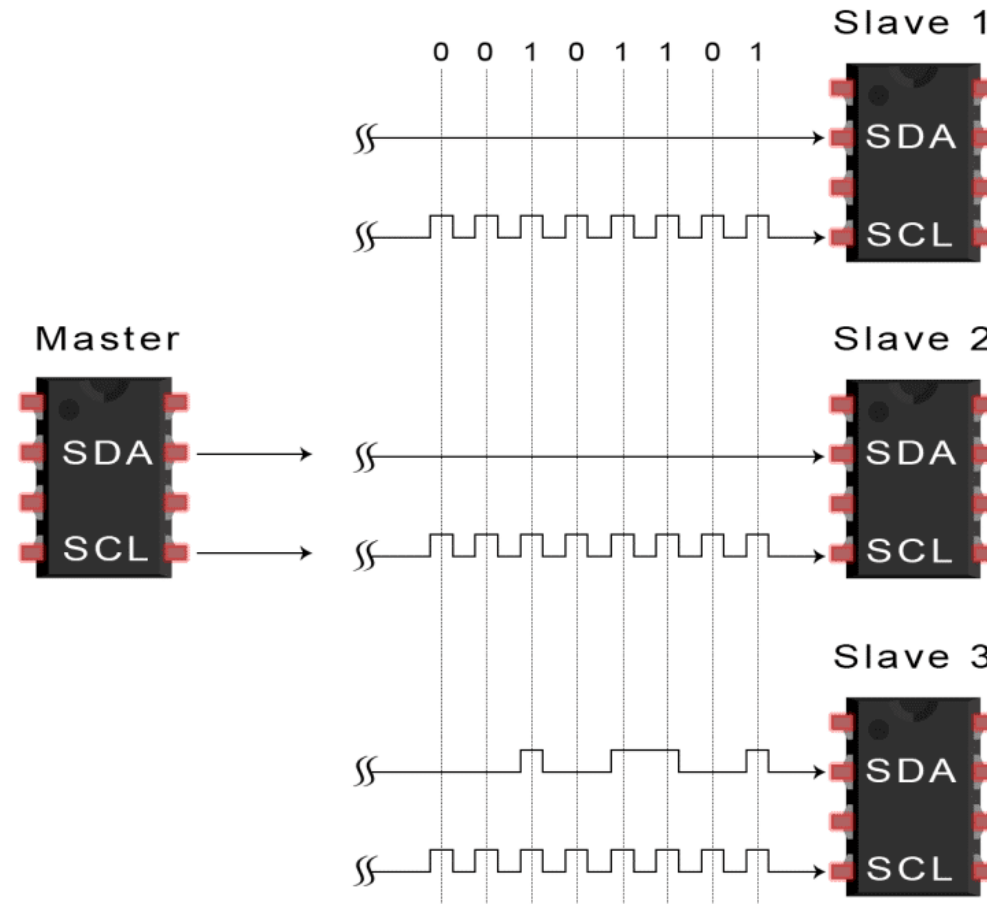 Slave 1
0 0 1 0 1 1 0 1
SDA
SCL
Master
SDA
SCL
Slave 2
SDA
SCL
Slave 3
SDA
SCL